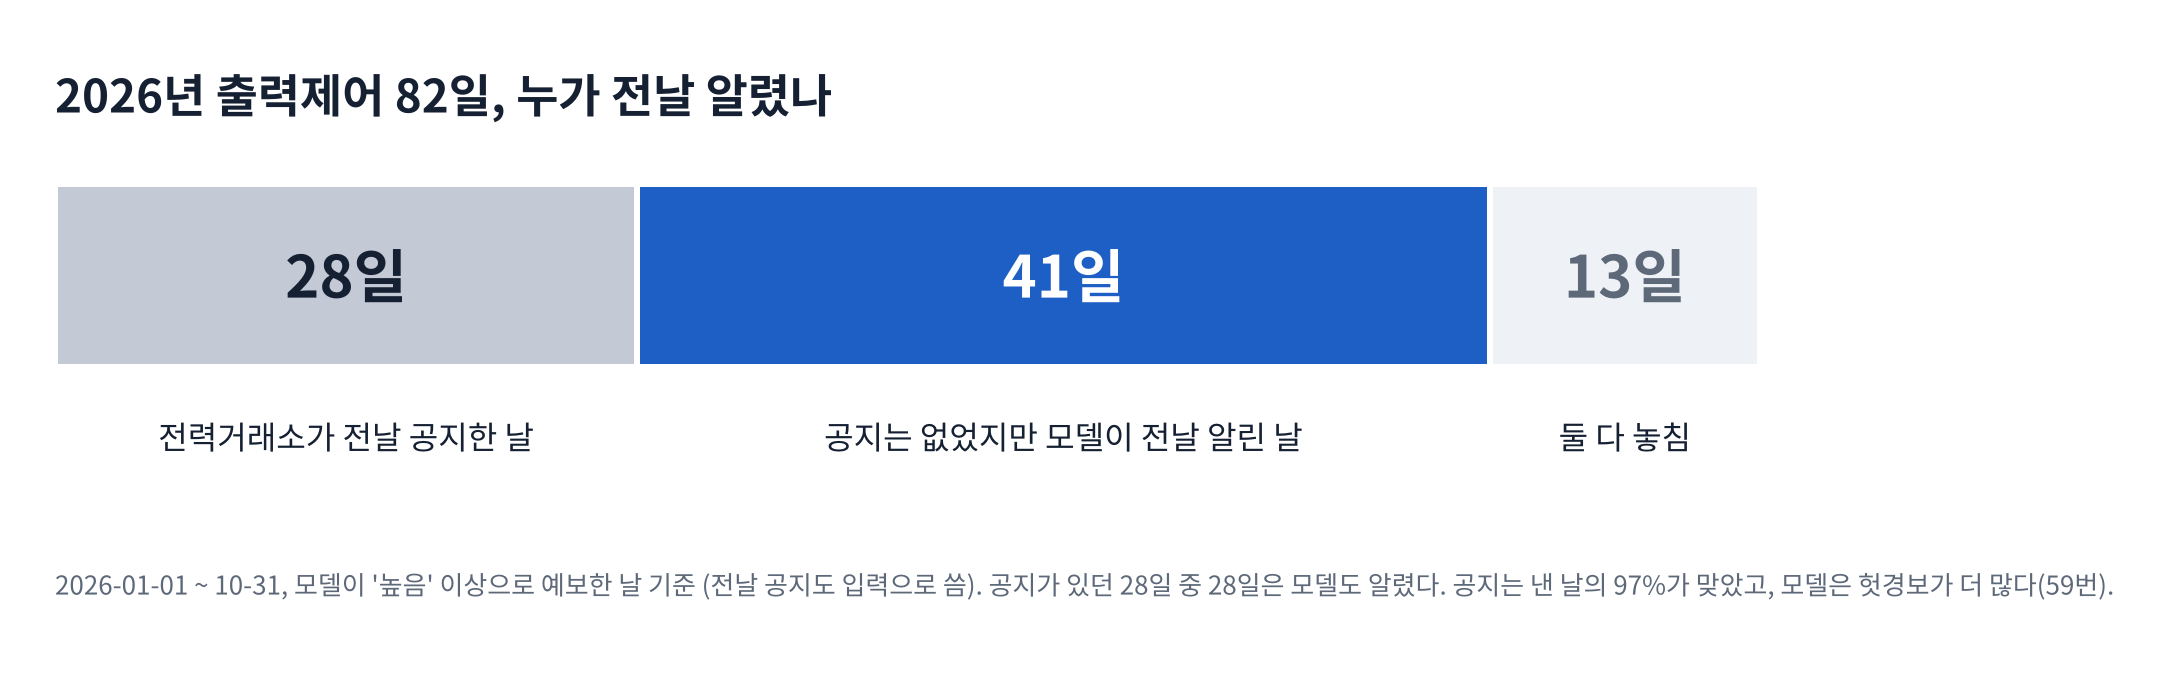 2026년 출력제어 82일, 누가 전날 알렸나
28일
41일
13일
전력거래소가 전날 공지한 날
공지는 없었지만 모델이 전날 알린 날
둘 다 놓침
2026-01-01 ~ 10-31, 모델이 '높음' 이상으로 예보한 날 기준 (전날 공지도 입력으로 씀). 공지가 있던 28일 중 28일은 모델도 알렸다. 공지는 낸 날의 97%가 맞았고, 모델은 헛경보가 더 많다(59번).